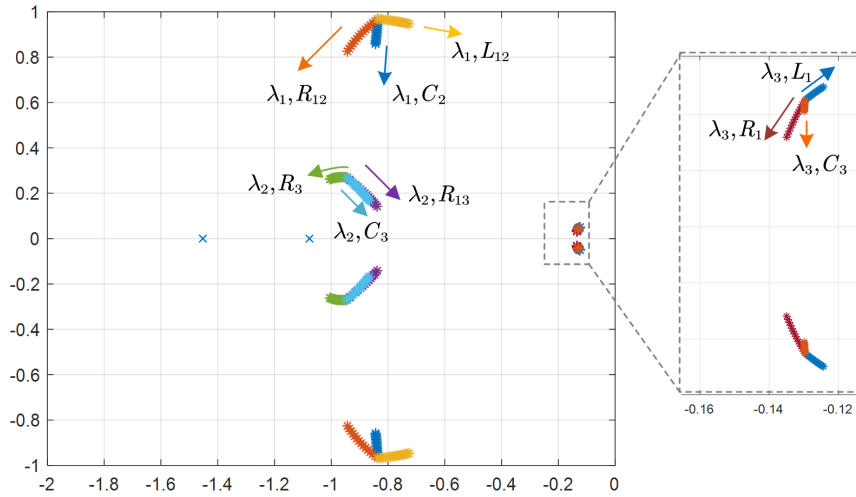 1
0.8
0.6
0.4
0.2
0
-0.2
-0.4
-0.6
-0.8
-1
-2 -1.8 -1.6 -1.4 -1.2 -1 -0.8 -0.6 -0.4 -0.2 0
λ₁, R₁₂
λ₁, C₂
λ₁, L₁₂
λ₂, R₃
λ₂, C₃
λ₂, R₁₃
λ₃, L₁
λ₃, R₁
λ₃, C₃
-0.16 -0.14 -0.12